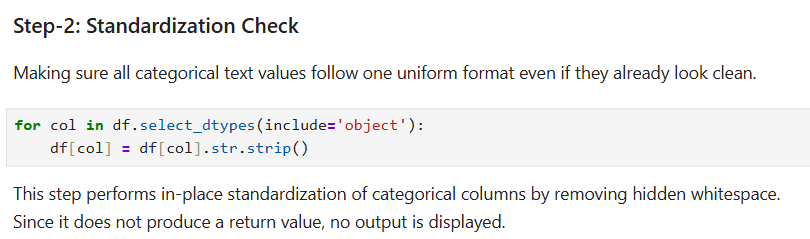 Step-2: Standardization Check
Making sure all categorical text values follow one uniform format even if they already look clean.
for col in df.select_dtypes(include='object'):
    df[col] = df[col].str.strip()
This step performs in-place standardization of categorical columns by removing hidden whitespace.
Since it does not produce a return value, no output is displayed.